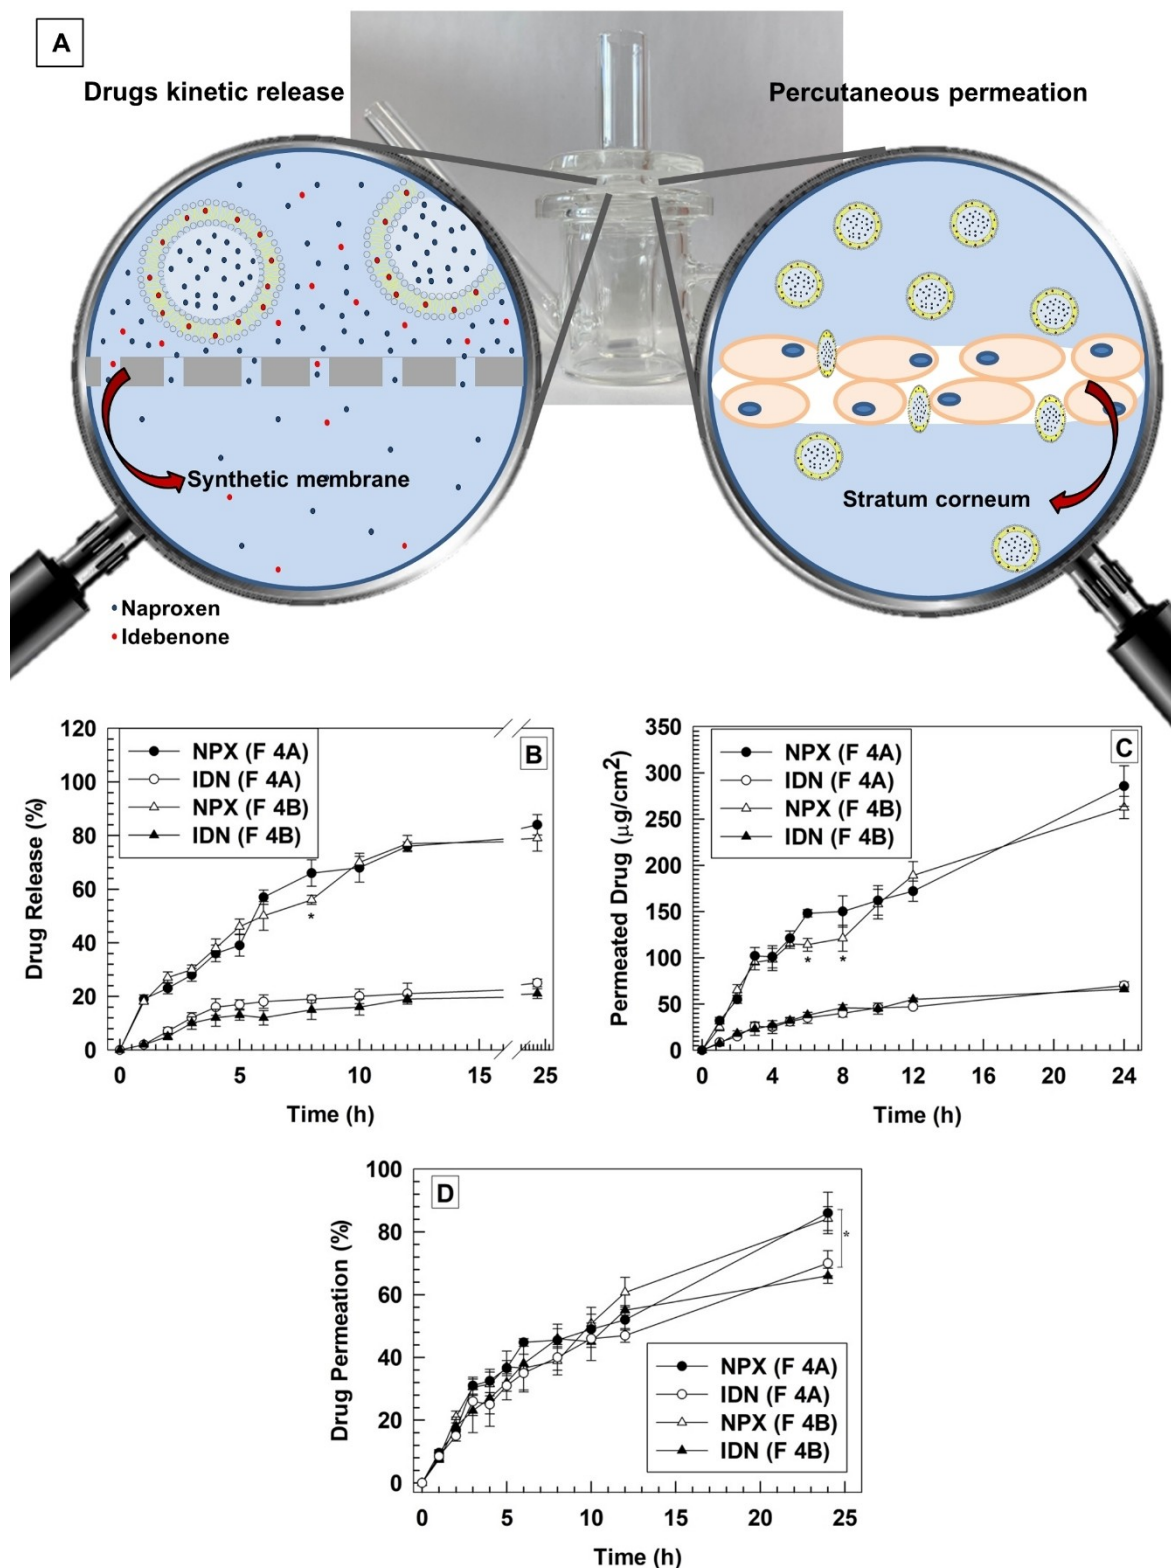 A
Drugs kinetic release
Percutaneous permeation
Synthetic membrane
Stratum corneum
Naproxen
Idebenone
B
NPX (F 4A)
IDN (F 4A)
NPX (F 4B)
IDN (F 4B)
Drug Release (%)
120
100
80
60
40
20
0
*
0 5 10 15 25
Time (h)
C
NPX (F 4A)
IDN (F 4A)
NPX (F 4B)
IDN (F 4B)
Permeated Drug (µg/cm²)
350
300
250
200
150
100
50
0
* *
0 4 8 12 16 20 24
Time (h)
D
Drug Permeation (%)
100
80
60
40
20
0
*
NPX (F 4A)
IDN (F 4A)
NPX (F 4B)
IDN (F 4B)
0 5 10 15 20 25
Time (h)